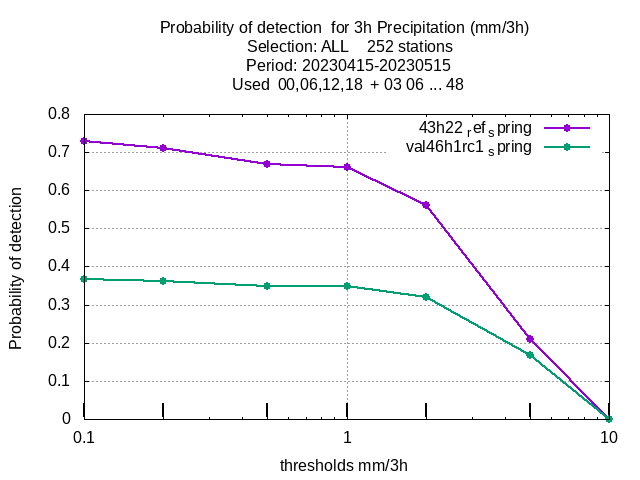 Probability of detection  for 3h Precipitation (mm/3h)
Selection: ALL    252 stations
Period: 20230415-20230515
Used  00,06,12,18  + 03 06 ... 48
0.8
43h22 ref spring
val46h1rc1 spring
0.7
0.6
0.5
0.4
0.3
0.2
0.1
0
Probability of detection
0.1 1 10
thresholds mm/3h